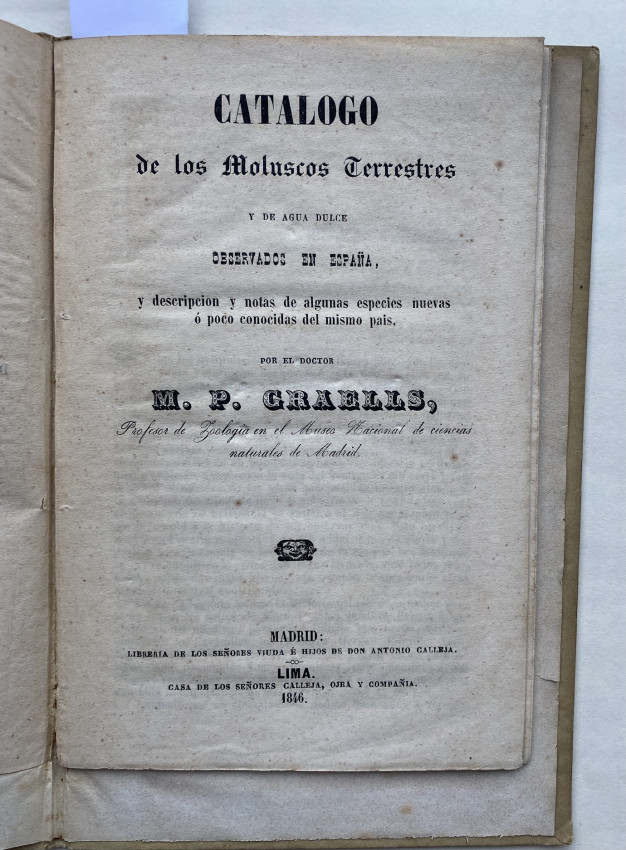 CATALOGO
de los Moluscos Terrestres
Y DE AGUA DULCE
OBSERVADOS EN ESPAÑA,
y descripcion y notas de algunas especies nuevas
ó poco conocidas del mismo pais.
POR EL DOCTOR
M. P. GRAELLS,
Profesor de Zoologia en el Museo Nacional de ciencias
naturales de Madrid.
MADRID:
LIBRERIA DE LOS SEÑORES VIUDA É HIJOS DE DON ANTONIO CALLEJA.
LIMA.
CASA DE LOS SEÑORES CALLEJA, OJEA Y COMPAÑIA.
1846.